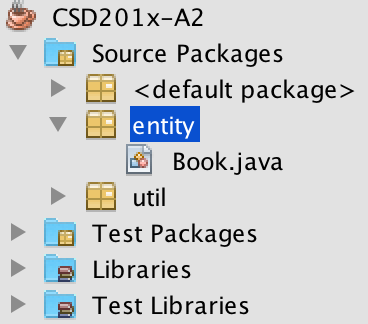 CSD201x-A2
Source Packages
<default package>
entity
Book.java
util
Test Packages
Libraries
Test Libraries